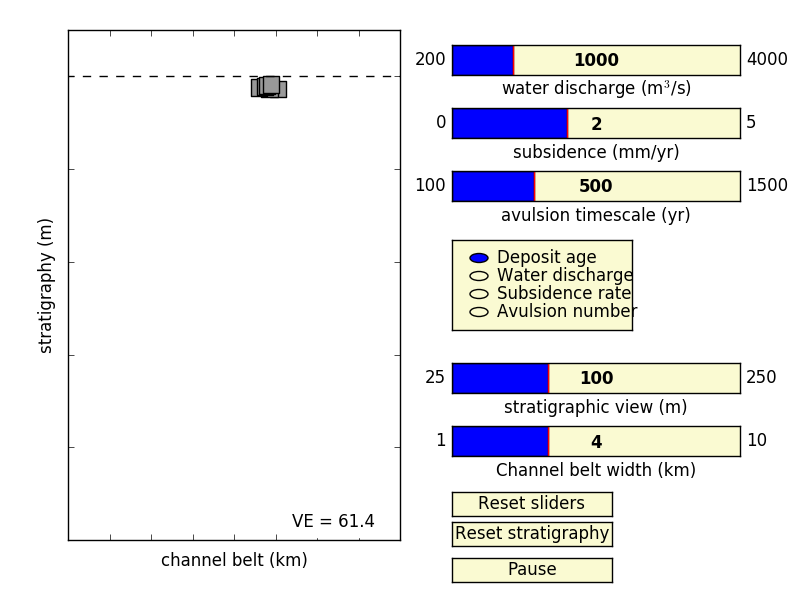 stratigraphy (m)
VE = 61.4
channel belt (km)
200 1000 4000
water discharge (m³/s)
0 2 5
subsidence (mm/yr)
100 500 1500
avulsion timescale (yr)
Deposit age
Water discharge
Subsidence rate
Avulsion number
25 100 250
stratigraphic view (m)
1 4 10
Channel belt width (km)
Reset sliders
Reset stratigraphy
Pause